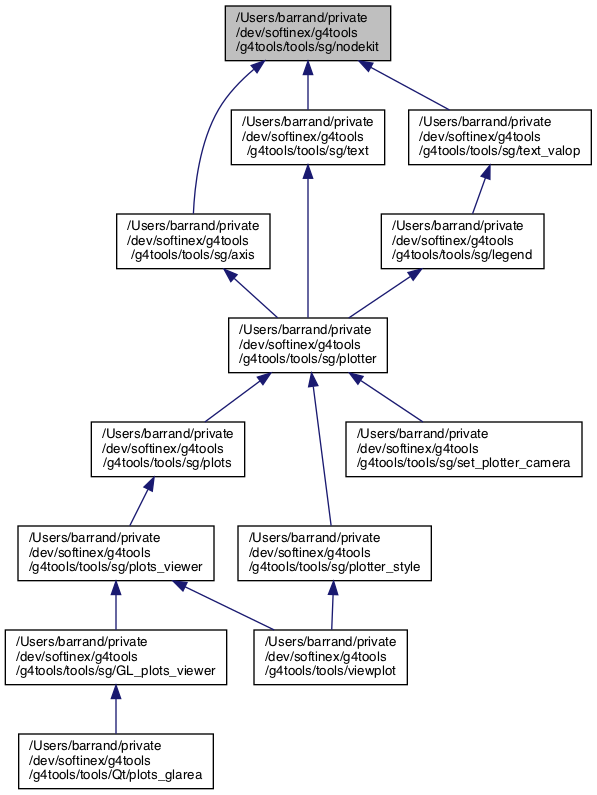 /Users/barrand/private
/dev/softinex/g4tools
/g4tools/tools/sg/nodekit
/Users/barrand/private
/dev/softinex/g4tools
/g4tools/tools/sg/text
/Users/barrand/private
/dev/softinex/g4tools
/g4tools/tools/sg/text_valop
/Users/barrand/private
/dev/softinex/g4tools
/g4tools/tools/sg/axis
/Users/barrand/private
/dev/softinex/g4tools
/g4tools/tools/sg/legend
/Users/barrand/private
/dev/softinex/g4tools
/g4tools/tools/sg/plotter
/Users/barrand/private
/dev/softinex/g4tools
/g4tools/tools/sg/plots
/Users/barrand/private
/dev/softinex/g4tools
/g4tools/tools/sg/set_plotter_camera
/Users/barrand/private
/dev/softinex/g4tools
/g4tools/tools/sg/plots_viewer
/Users/barrand/private
/dev/softinex/g4tools
/g4tools/tools/sg/plotter_style
/Users/barrand/private
/dev/softinex/g4tools
/g4tools/tools/sg/GL_plots_viewer
/Users/barrand/private
/dev/softinex/g4tools
/g4tools/tools/viewplot
/Users/barrand/private
/dev/softinex/g4tools
/g4tools/tools/Qt/plots_glarea